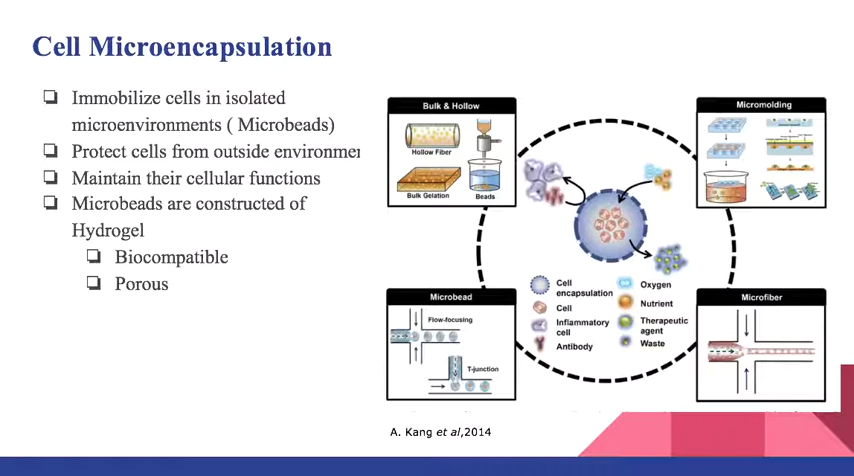 Cell Microencapsulation
❏ Immobilize cells in isolated
microenvironments ( Microbeads)
❏ Protect cells from outside environmen
❏ Maintain their cellular functions
❏ Microbeads are constructed of
Hydrogel
❏ Biocompatible
❏ Porous
Bulk & Hollow
Hollow Fiber
Bulk Gelation
Beads
Micromolding
Cell
encapsulation
Cell
Inflammatory
cell
Antibody
Oxygen
Nutrient
Therapeutic
agent
Waste
Microbead
Flow-focusing
T-junction
Microfiber
A. Kang et al,2014